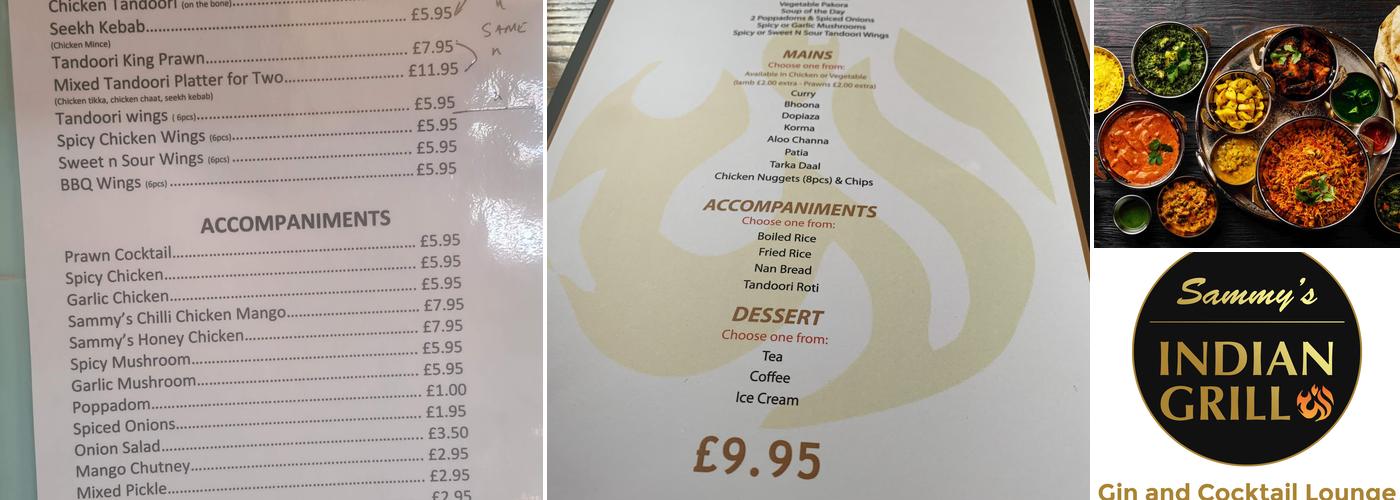 Chicken Tandoori (on the bone)
Seekh Kebab........ £5.95
(Chicken Mince)
SAME
Tandoori King Prawn........ £7.95
Mixed Tandoori Platter for Two........ £11.95
(Chicken tikka, chicken chaat, seekh kebab)
Tandoori wings (6pcs)........ £5.95
Spicy Chicken Wings (6pcs)........ £5.95
Sweet n Sour Wings (6pcs)........ £5.95
BBQ Wings (6pcs)........ £5.95
ACCOMPANIMENTS
Prawn Cocktail........ £5.95
Spicy Chicken........ £5.95
Garlic Chicken........ £5.95
Sammy's Chilli Chicken Mango........ £7.95
Sammy's Honey Chicken........ £7.95
Spicy Mushroom........ £5.95
Garlic Mushroom........ £5.95
Poppadom........ £1.00
Spiced Onions........ £1.95
Onion Salad........ £3.50
Mango Chutney........ £2.95
Mixed Pickle........ £2.95
£2.95
Vegetable Pakora
Soup of the Day
2 Poppadoms & Spiced Onions
Spicy or Garlic Mushrooms
Spicy or Sweet N Sour Tandoori Wings
MAINS
Choose one from:
Available in Chicken or Vegetable
(lamb £2.00 extra - Prawns £2.00 extra)
Curry
Bhoona
Dopiaza
Korma
Aloo Channa
Patia
Tarka Daal
Chicken Nuggets (8pcs) & Chips
ACCOMPANIMENTS
Choose one from:
Boiled Rice
Fried Rice
Nan Bread
Tandoori Roti
DESSERT
Choose one from:
Tea
Coffee
Ice Cream
£9.95
Sammy's
INDIAN
GRILL
Gin and Cocktail Lounge